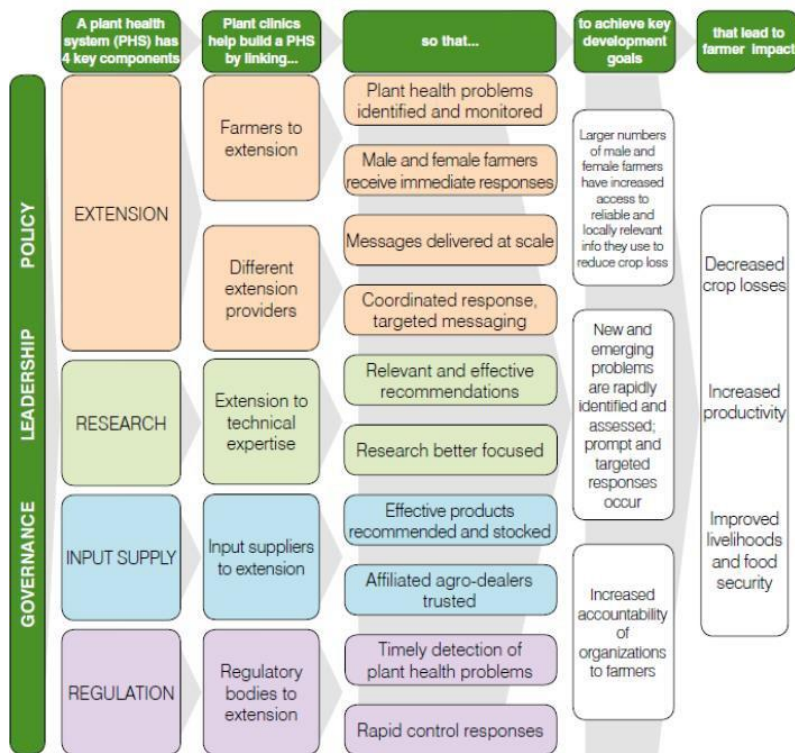 A plant health
system (PHS) has
4 key components
Plant clinics
help build a PHS
by linking...
so that...
to achieve key
development
goals
that lead to
farmer impact
POLICY
LEADERSHIP
GOVERNANCE
EXTENSION
RESEARCH
INPUT SUPPLY
REGULATION
Farmers to
extension
Different
extension
providers
Extension to
technical
expertise
Input suppliers
to extension
Regulatory
bodies to
extension
Plant health problems
identified and monitored
Male and female farmers
receive immediate responses
Messages delivered at scale
Coordinated response,
targeted messaging
Relevant and effective
recommendations
Research better focused
Effective products
recommended and stocked
Affiliated agro-dealers
trusted
Timely detection of
plant health problems
Rapid control responses
Larger numbers
of male and
female farmers
have increased
access to
reliable and
locally relevant
info they use to
reduce crop loss
New and
emerging
problems
are rapidly
identified and
assessed;
prompt and
targeted
responses
occur
Increased
accountability
of
organizations
to farmers
Decreased
crop losses
Increased
productivity
Improved
livelihoods
and food
security